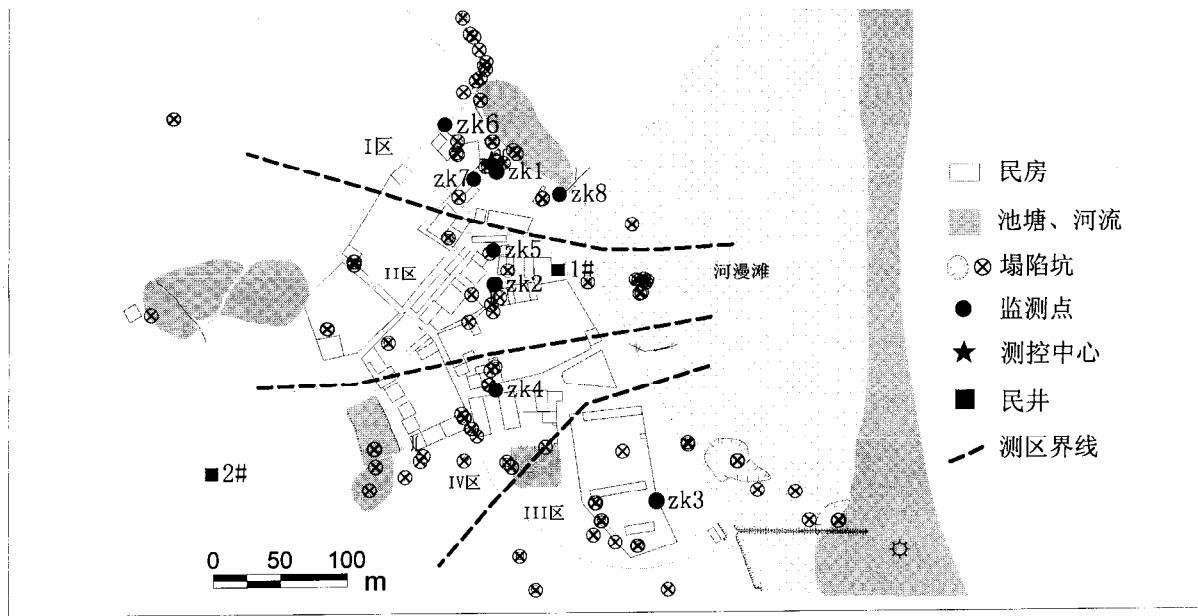 zk6
I区
zk1
zk7
zk8
zk5
II区
1#
zk2
河漫滩
zk4
2#
IV区
III区
zk3
0 50 100
m
民房
池塘、河流
塌陷坑
监测点
测控中心
民井
测区界线